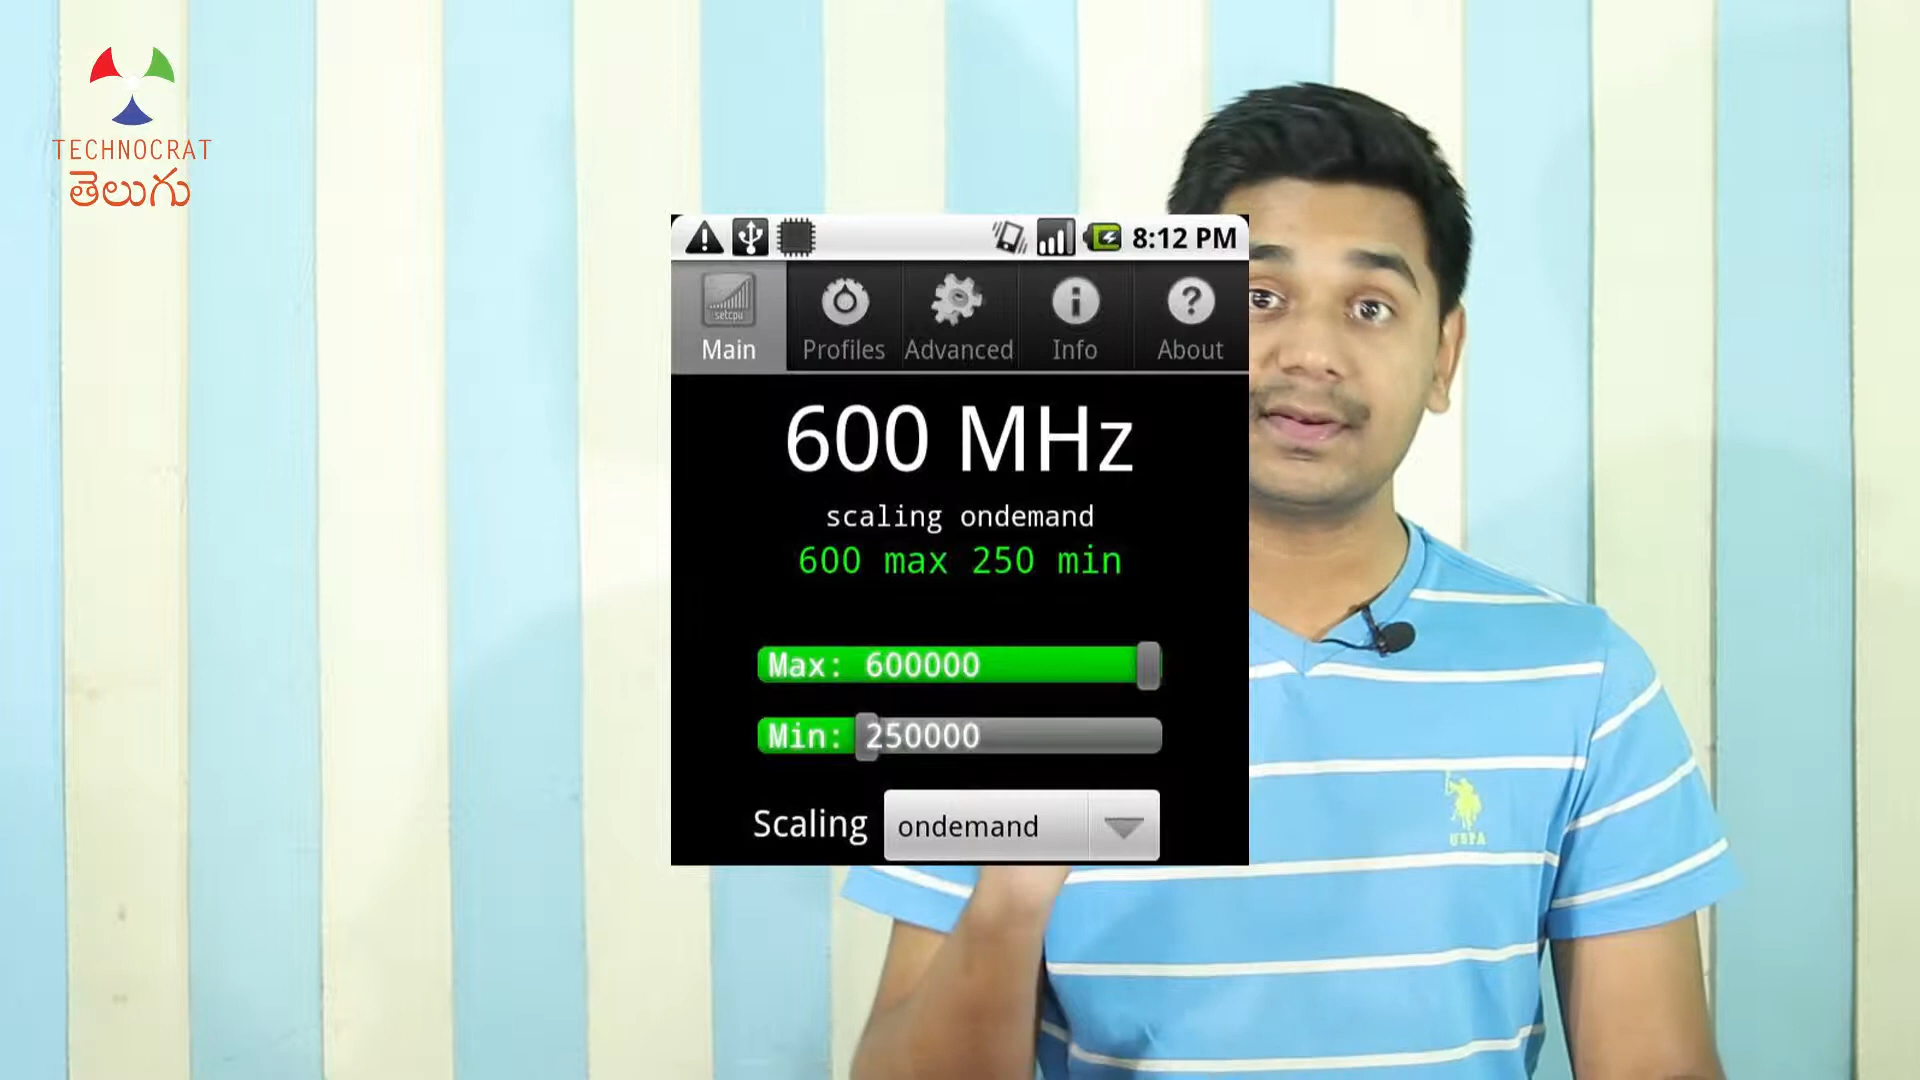 TECHNOCRAT
తెలుగు
8:12 PM
setcpu
Main
Profiles
Advanced
Info
About
600 MHz
scaling ondemand
600 max 250 min
Max: 600000
Min: 250000
Scaling
ondemand
USPA